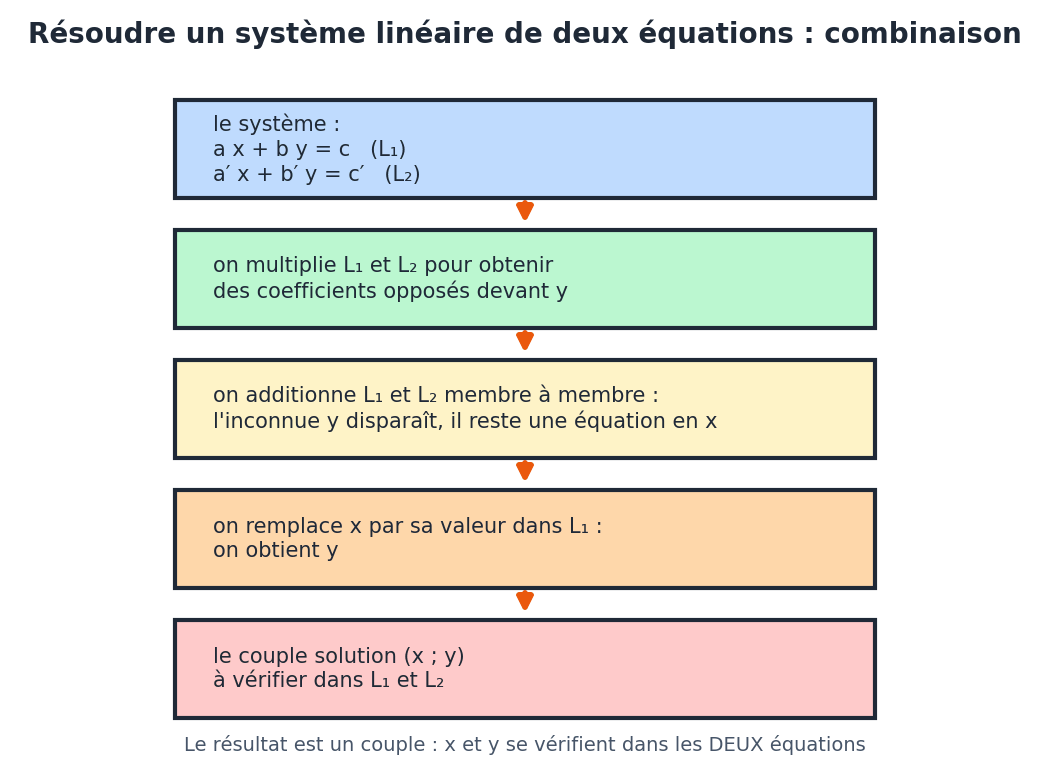 Résoudre un système linéaire de deux équations : combinaison
le système :
a x + b y = c   (L₁)
a′ x + b′ y = c′   (L₂)
on multiplie L₁ et L₂ pour obtenir
des coefficients opposés devant y
on additionne L₁ et L₂ membre à membre :
l'inconnue y disparaît, il reste une équation en x
on remplace x par sa valeur dans L₁ :
on obtient y
le couple solution (x ; y)
à vérifier dans L₁ et L₂
Le résultat est un couple : x et y se vérifient dans les DEUX équations